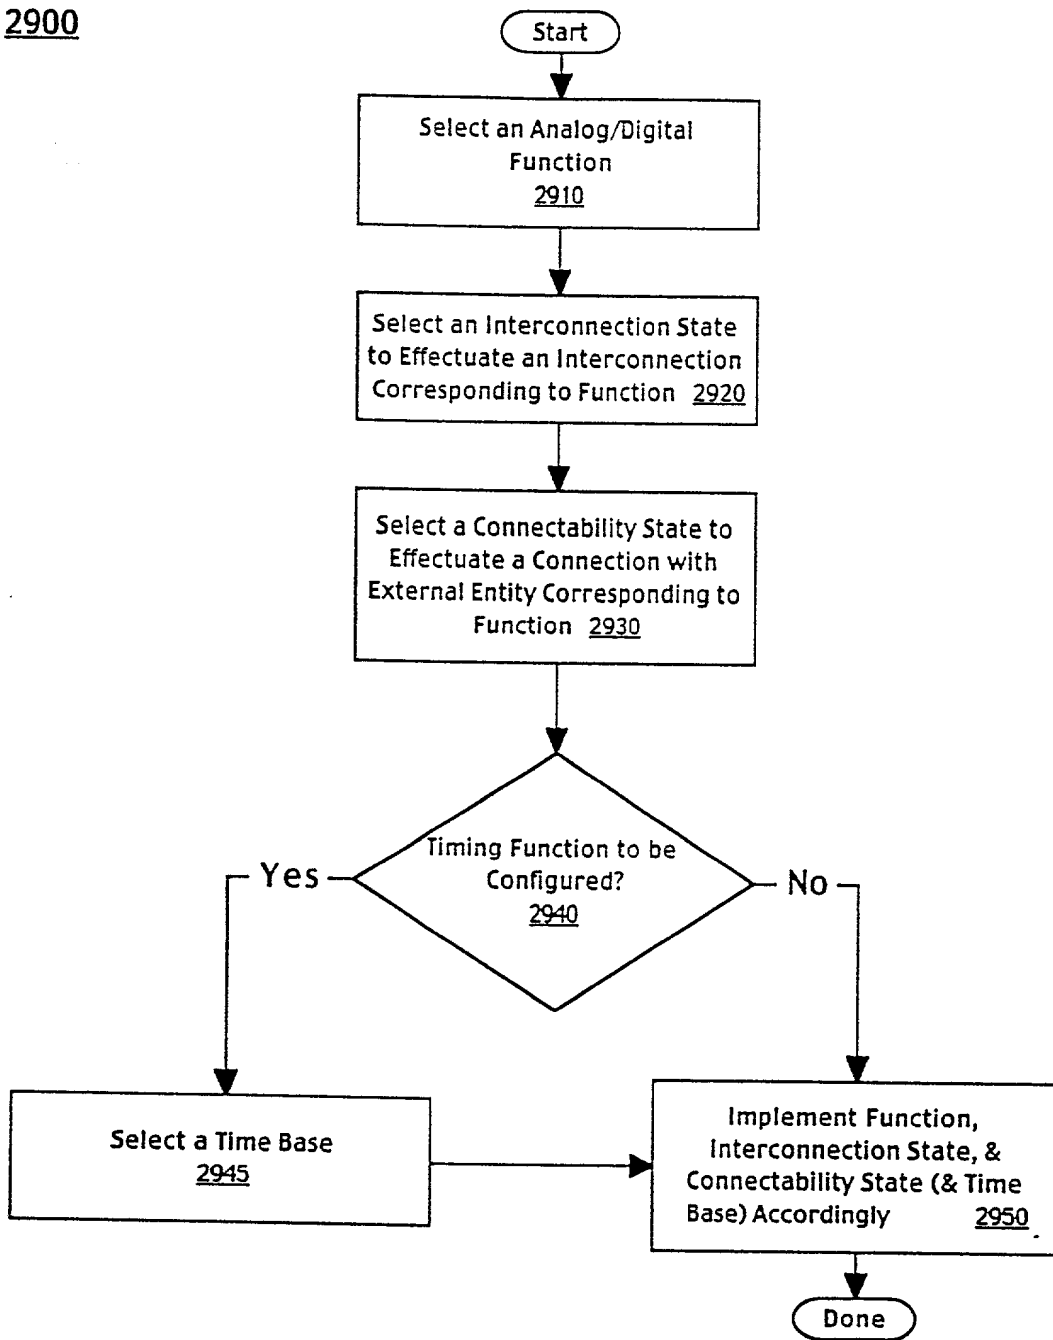 2900
Start
Select an Analog/Digital
Function
2910
Select an Interconnection State
to Effectuate an Interconnection
Corresponding to Function 2920
Select a Connectability State to
Effectuate a Connection with
External Entity Corresponding to
Function 2930
Timing Function to be
Configured?
2940
Yes
No
Select a Time Base
2945
Implement Function,
Interconnection State, &
Connectability State (& Time
Base) Accordingly 2950
Done